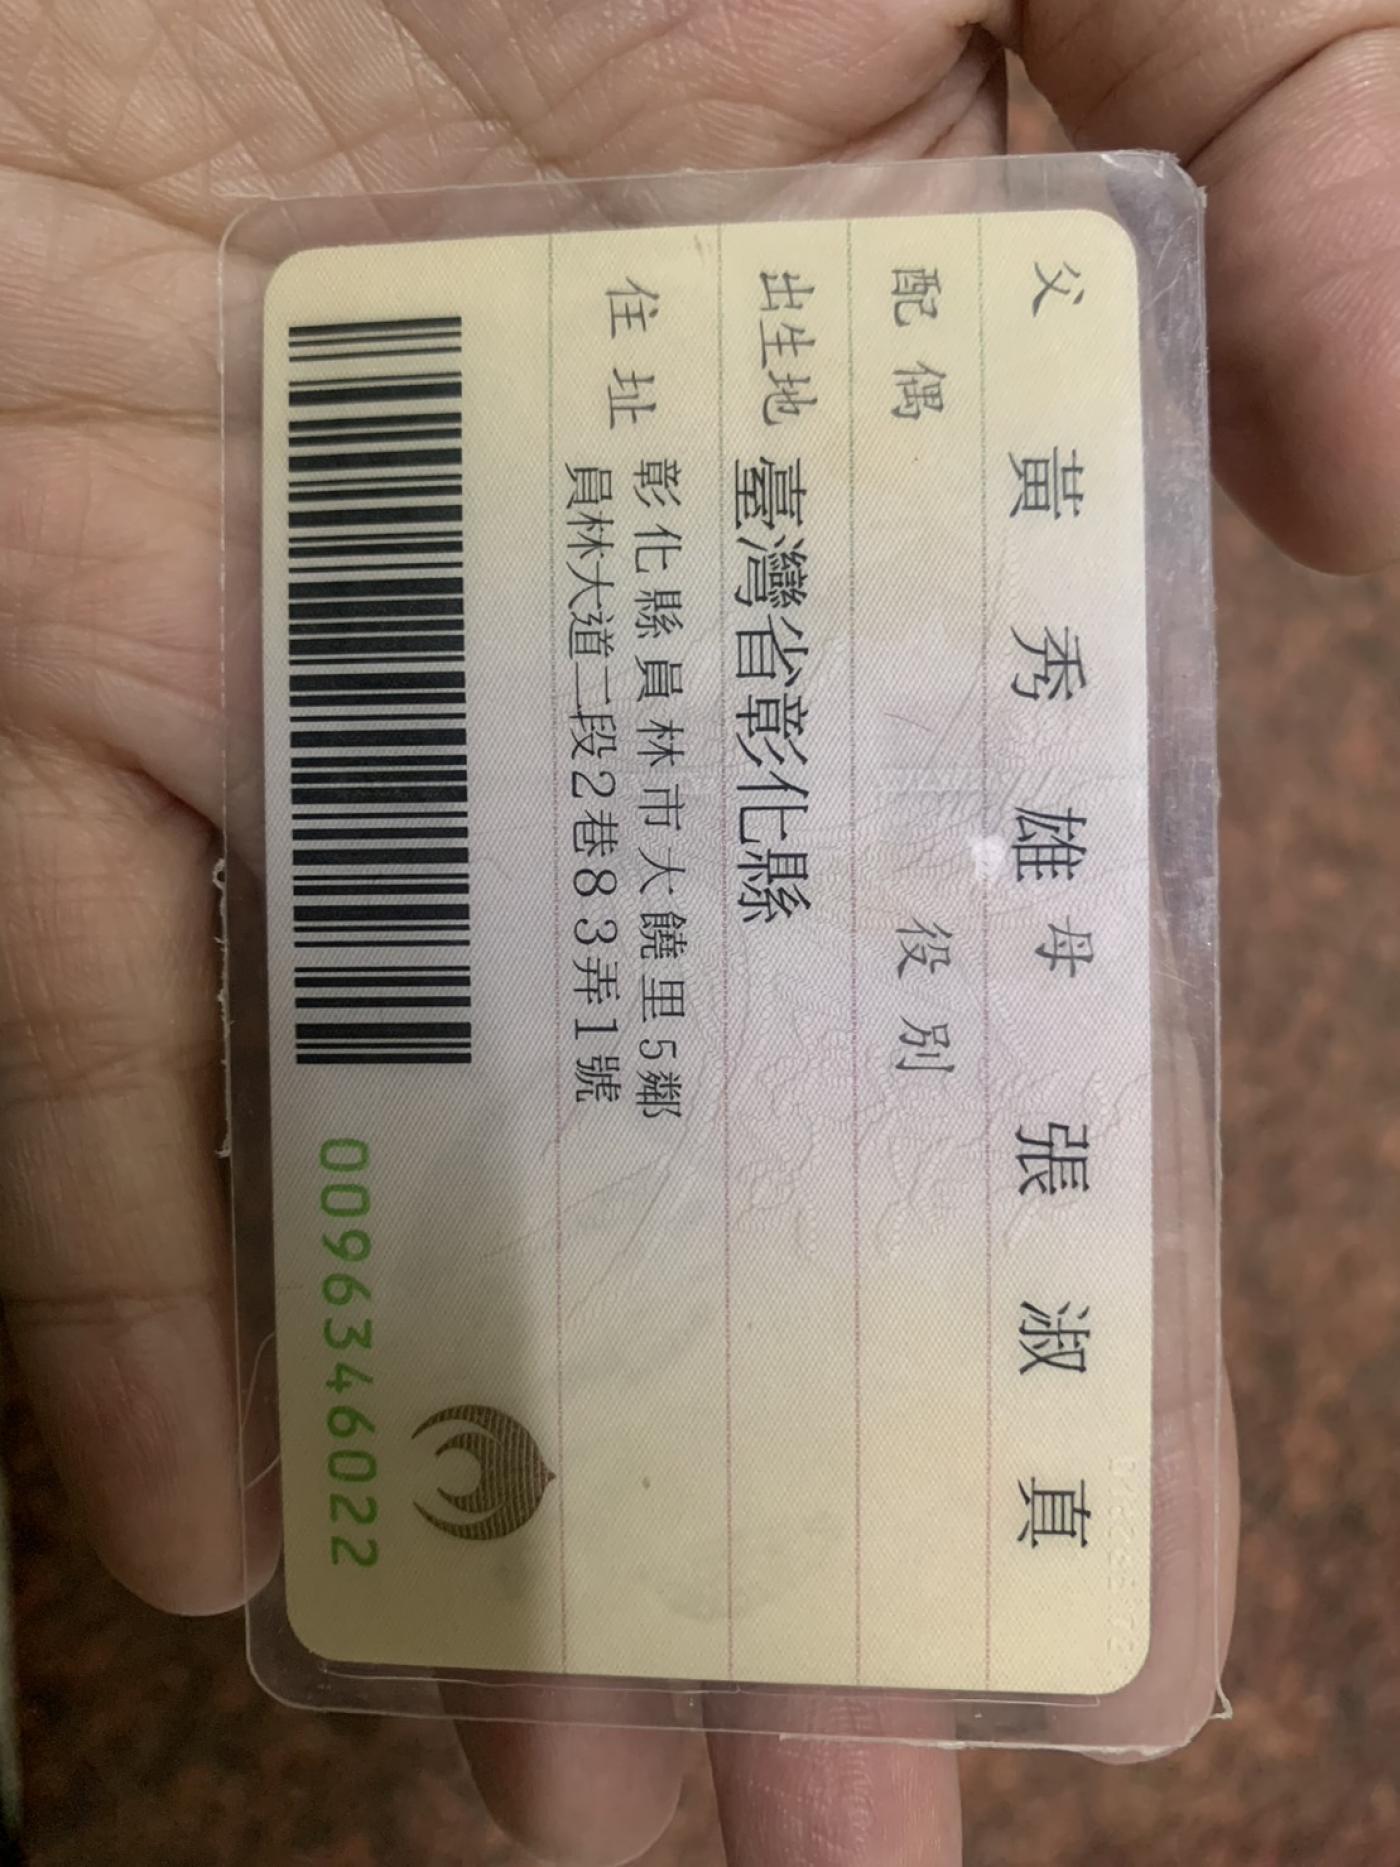 父 黃秀雄 母 張淑真
配偶 役別
出生地 臺灣省彰化縣
住址 彰化縣員林市大饒里5鄰
員林大道二段2巷83弄1號
0096346022